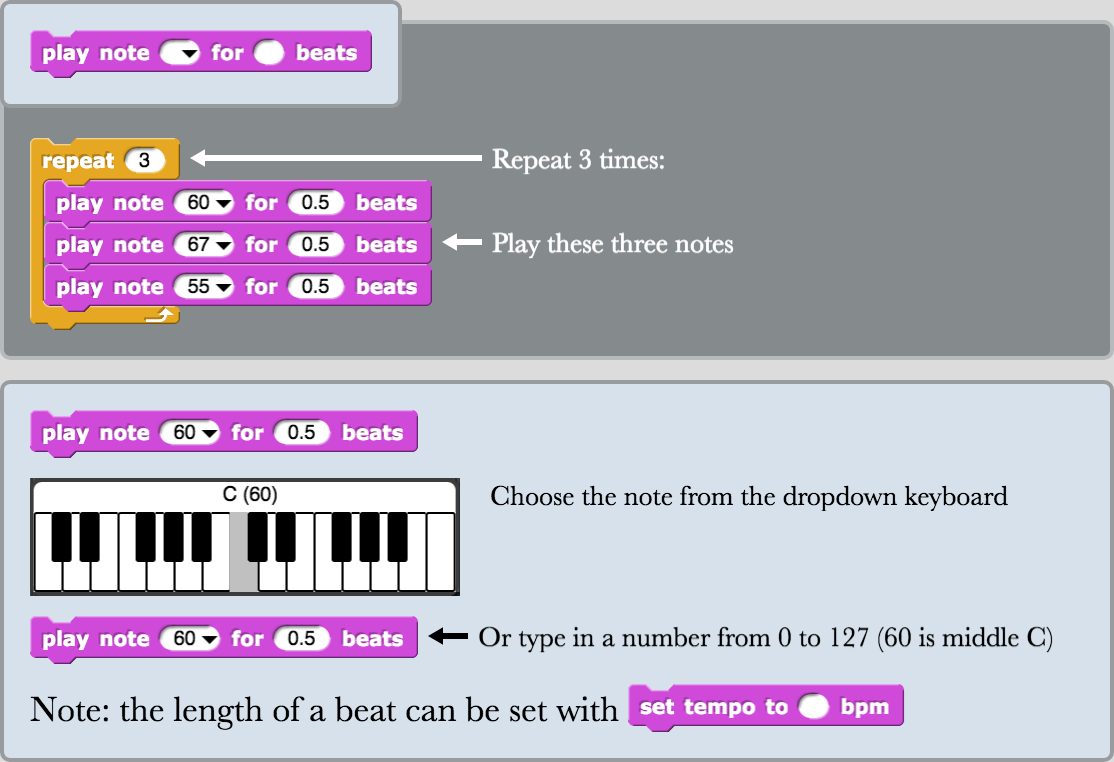 play note for beats
repeat 3
Repeat 3 times:
play note 60 for 0.5 beats
play note 67 for 0.5 beats
Play these three notes
play note 55 for 0.5 beats
play note 60 for 0.5 beats
C (60)
Choose the note from the dropdown keyboard
play note 60 for 0.5 beats
Or type in a number from 0 to 127 (60 is middle C)
Note: the length of a beat can be set with set tempo to bpm